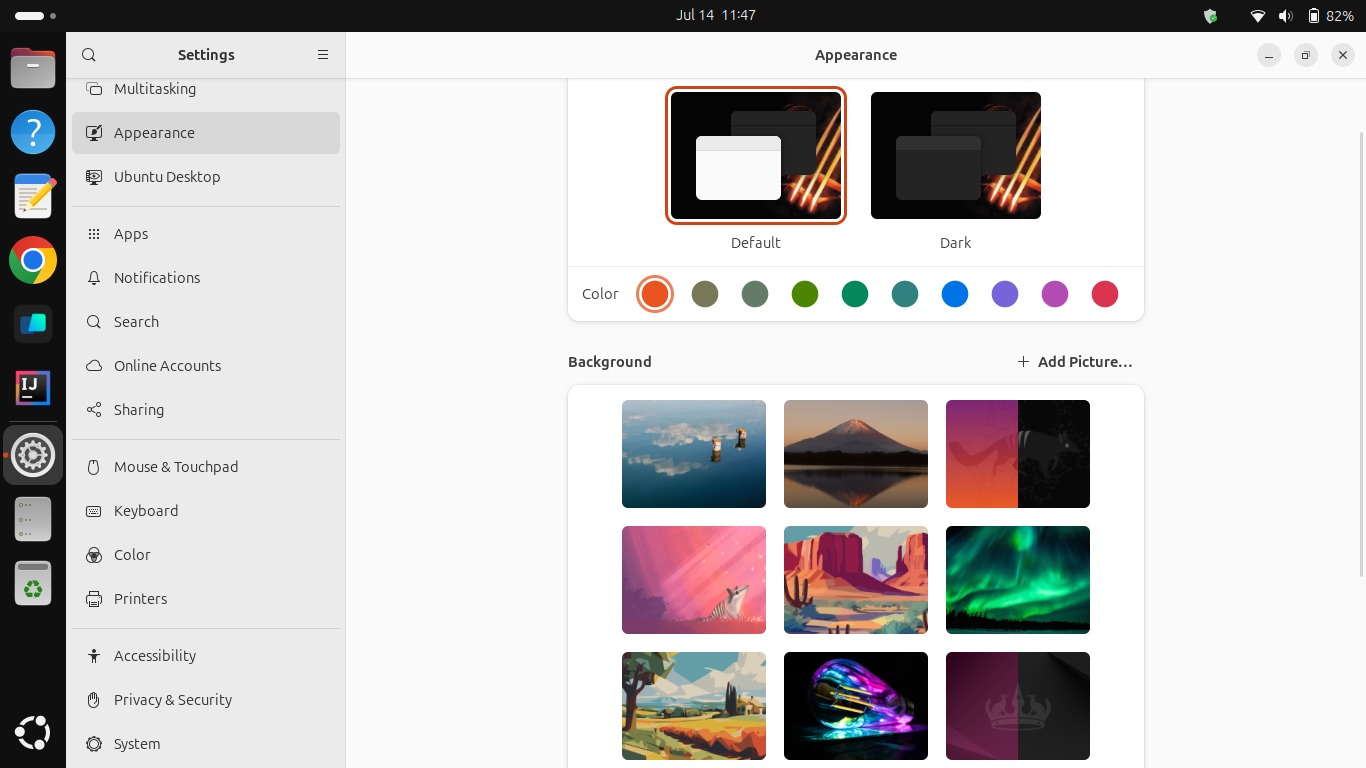 Jul 14 11:47
82%
Settings
Appearance
Multitasking
Appearance
Ubuntu Desktop
Apps
Notifications
Search
Online Accounts
Sharing
Mouse & Touchpad
Keyboard
Color
Printers
Accessibility
Privacy & Security
System
Default
Dark
Color
Background
Add Picture...
IJ